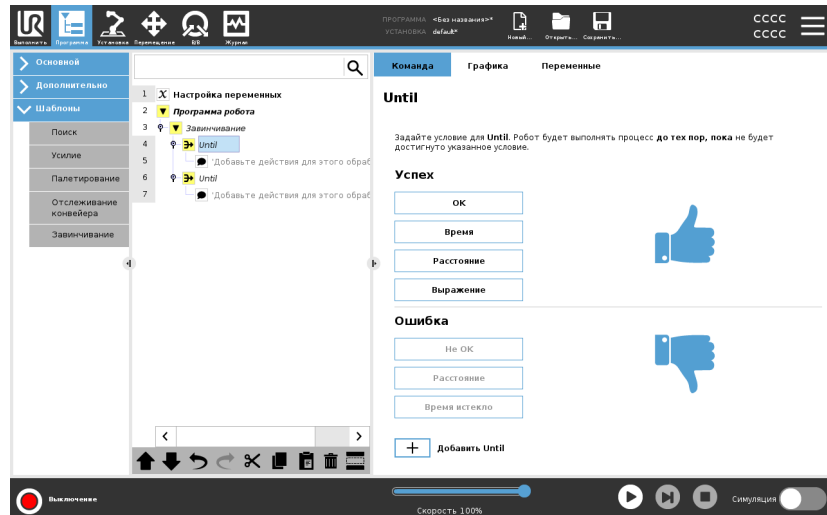 UR
Выполнить
Программа
Установка
Перемещение
В/В
Журнал
ПРОГРАММА <Без названия>*
УСТАНОВКА default*
Новый...
Открыть...
Сохранить...
CCCC
CCCC
Основной
Дополнительно
Шаблоны
Поиск
Усилие
Палетирование
Отслеживание
конвейера
Завинчивание
1 X Настройка переменных
2 Программа робота
3 Завинчивание
4 Until
5 'Добавьте действия для этого обраб
6 Until
7 'Добавьте действия для этого обраб
Команда
Графика
Переменные
Until
Задайте условие для Until. Робот будет выполнять процесс до тех пор, пока не будет
достигнуто указанное условие.
Успех
OK
Время
Расстояние
Выражение
Ошибка
Не OK
Расстояние
Время истекло
+ Добавить Until
Выключение
Скорость 100%
Симуляция